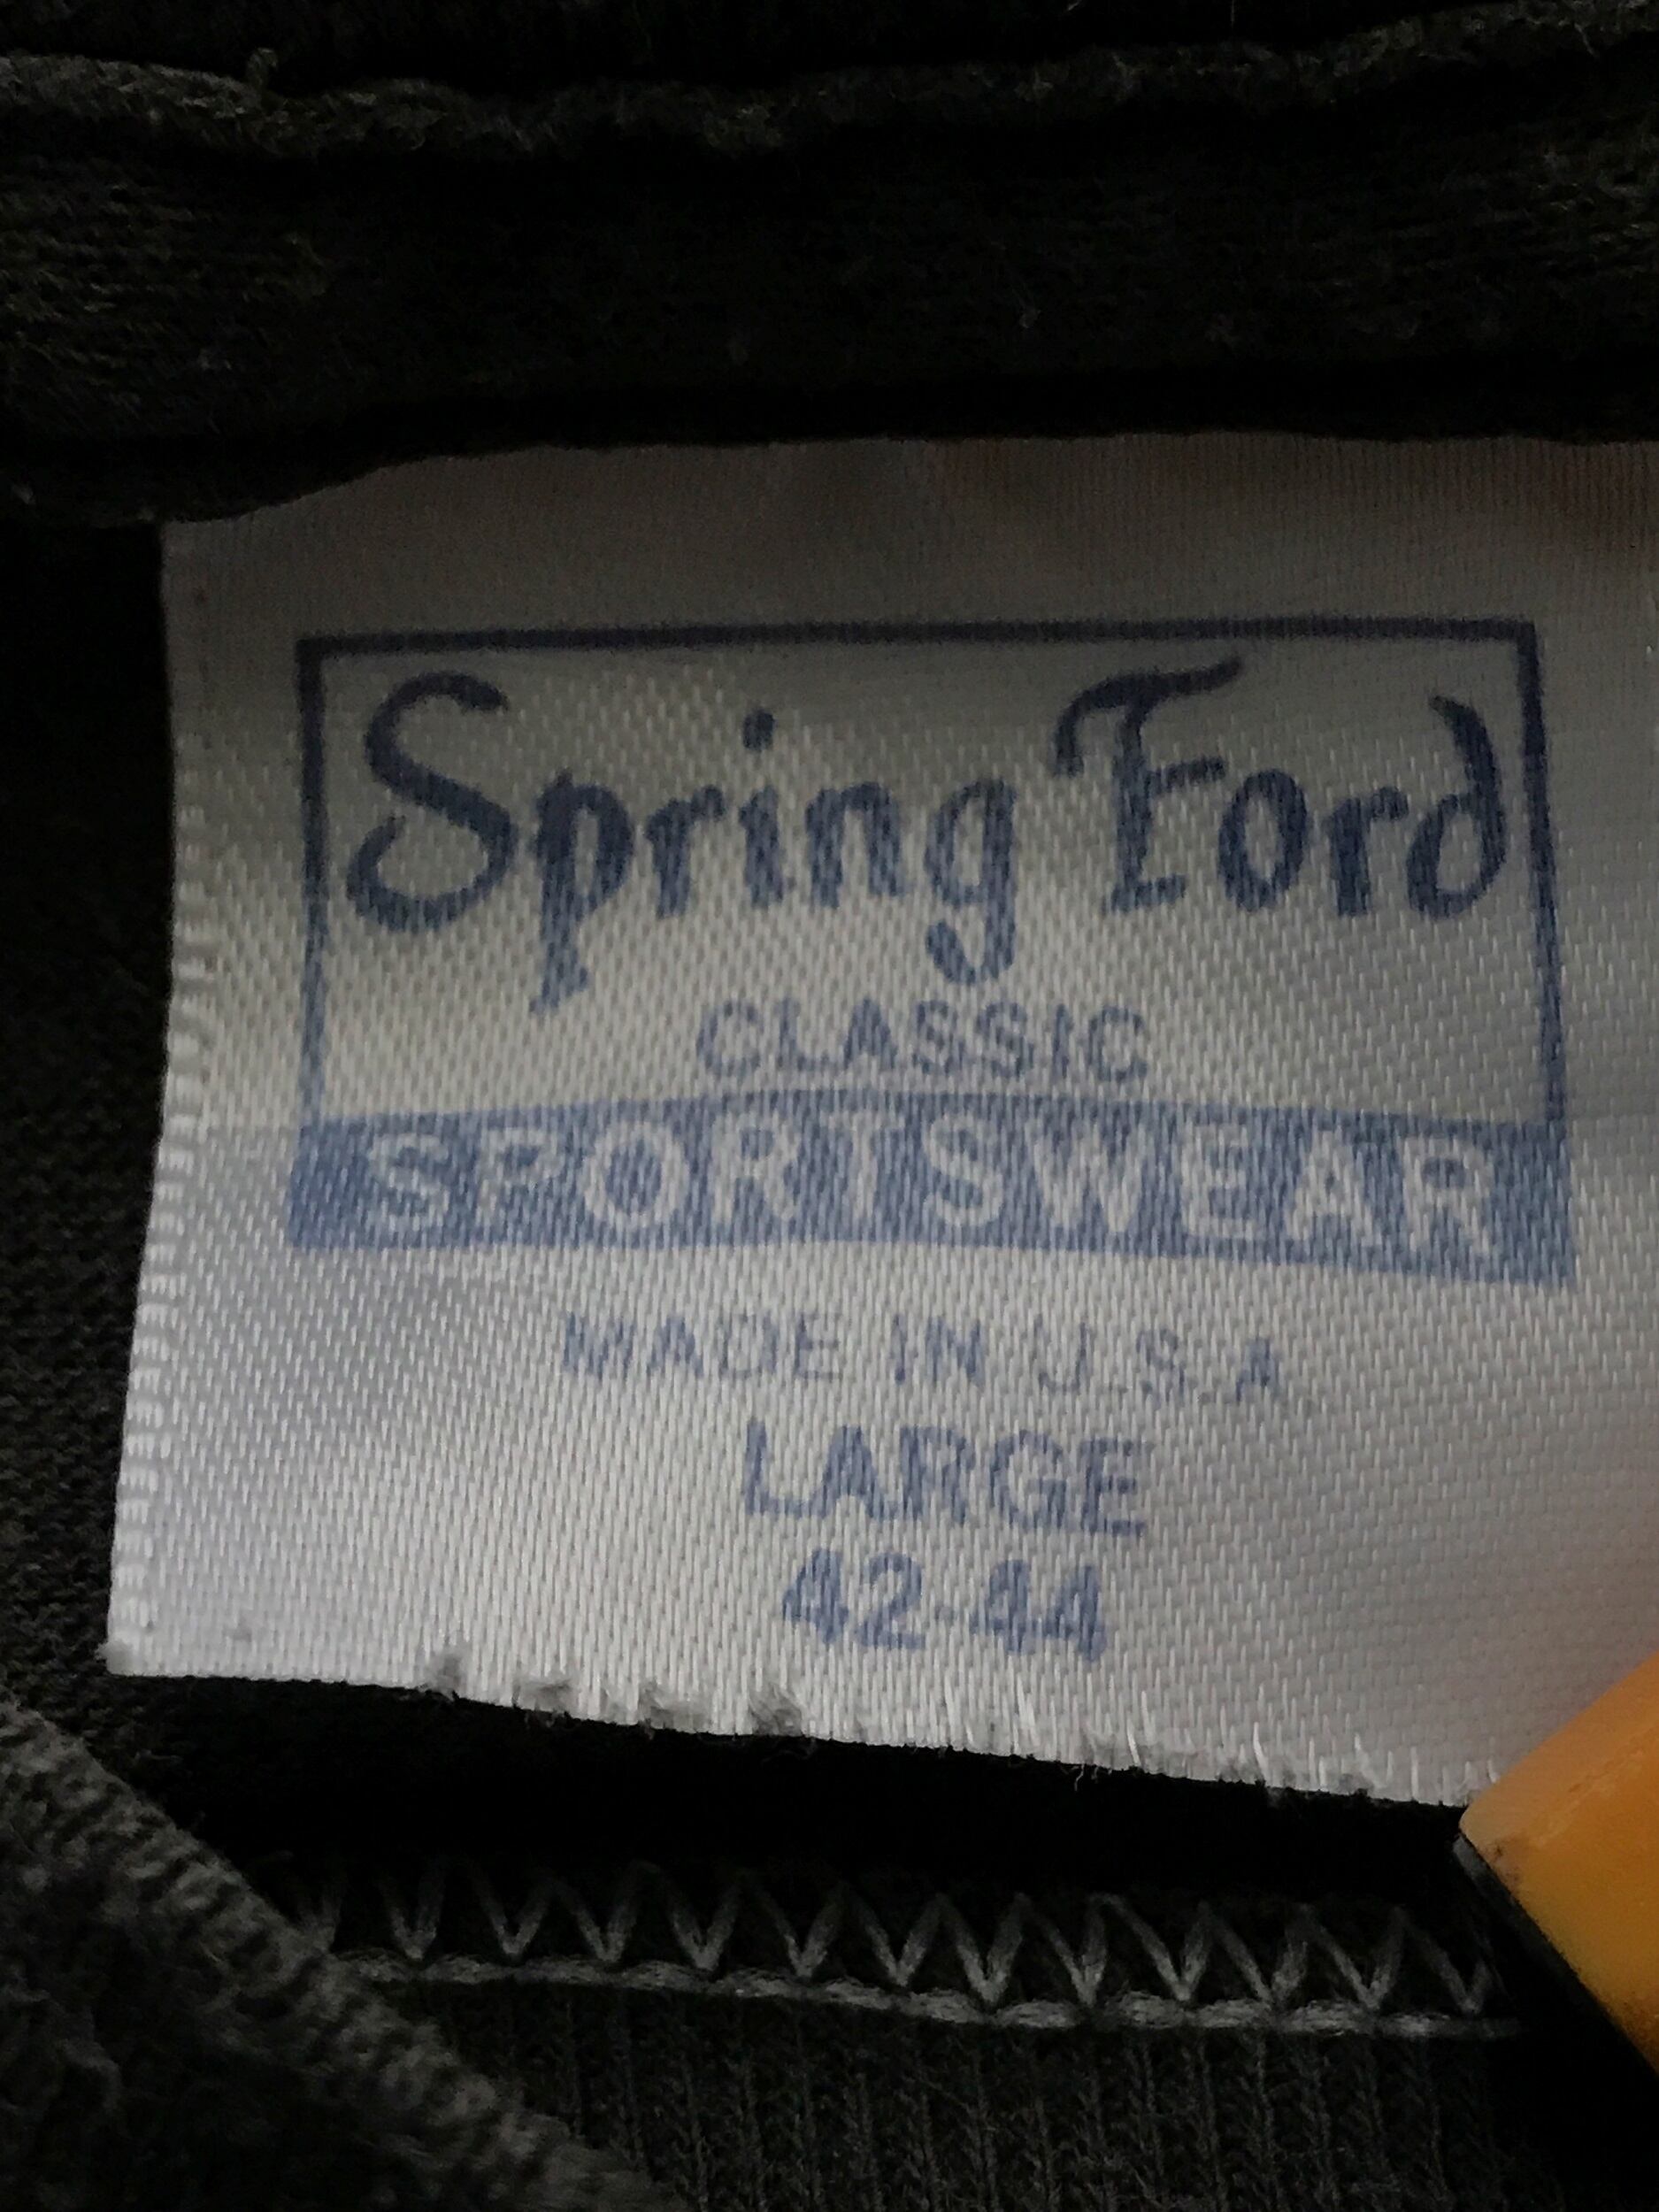 Spring Ford
CLASSIC
SPORTSWEAR
MADE IN U.S.A.
LARGE
42-44